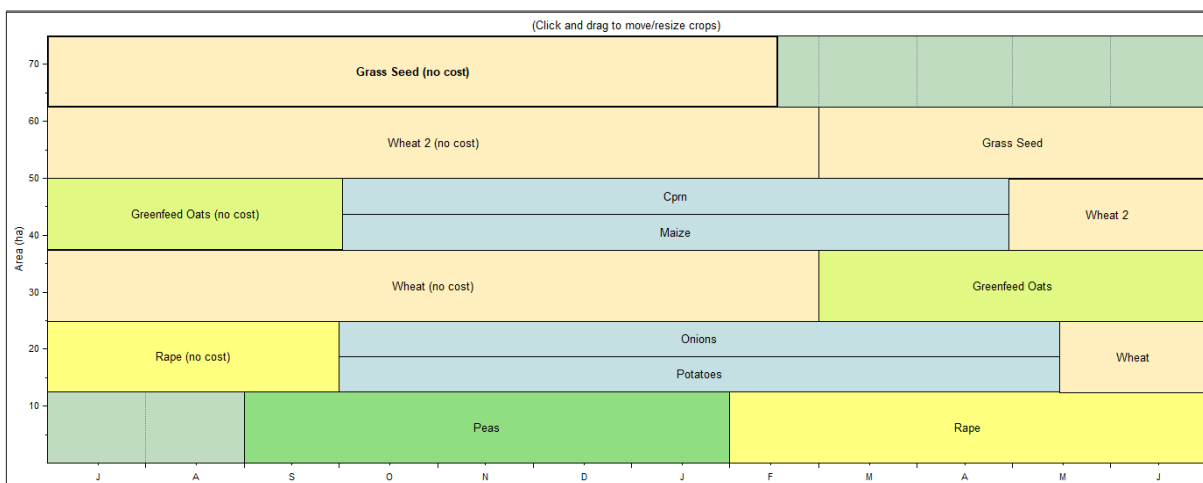 (Click and drag to move/resize crops)
70
Grass Seed (no cost)
60
Wheat 2 (no cost)
Grass Seed
50
Cprn
Greenfeed Oats (no cost)
Wheat 2
40
Maize
Area (ha)
30
Wheat (no cost)
Greenfeed Oats
Onions
20
Rape (no cost)
Wheat
Potatoes
10
Peas
Rape
J A S O N D J F M A M J